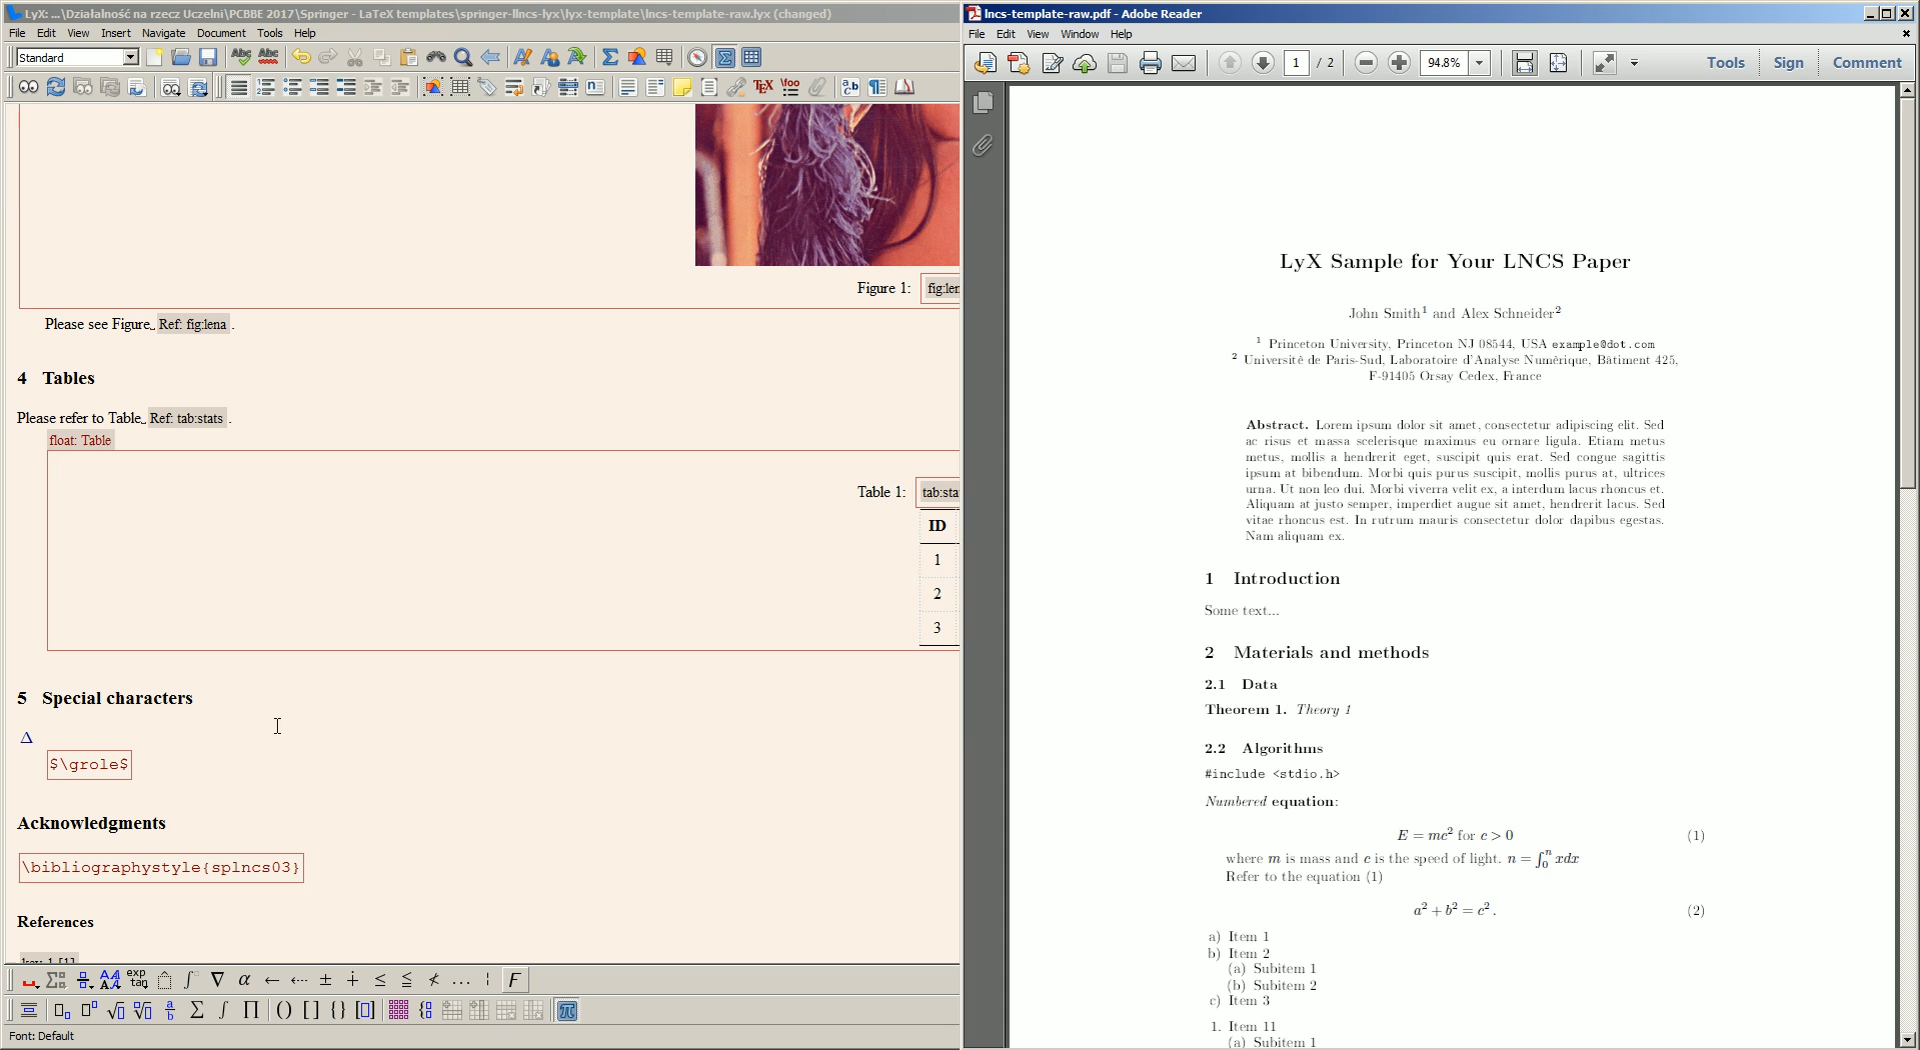 LyX: ...\Działalność na rzecz Uczelni\PCBBE 2017\Springer - LaTeX templates\springer-llncs-lyx\lyx-template\lncs-template-raw.lyx (changed)
File Edit View Insert Navigate Document Tools Help
Standard
Figure 1: fig:len
Please see Figure Ref: fig:lena .
4 Tables
Please refer to Table Ref: tab:stats .
float: Table
Table 1: tab:sta
ID
1
2
3
5 Special characters
Δ
$\grole$
Acknowledgments
\bibliographystyle{splncs03}
References
key-1 [1]
exp
tag
Font: Default
lncs-template-raw.pdf - Adobe Reader
File Edit View Window Help
1 / 2 94.8% Tools Sign Comment
LyX Sample for Your LNCS Paper
John Smith1 and Alex Schneider2
1 Princeton University, Princeton NJ 08544, USA example@dot.com
2 Université de Paris-Sud, Laboratoire d'Analyse Numérique, Bâtiment 425,
F-91405 Orsay Cedex, France
Abstract. Lorem ipsum dolor sit amet, consectetur adipiscing elit. Sed
ac risus et massa scelerisque maximus eu ornare ligula. Etiam metus
metus, mollis a hendrerit eget, suscipit quis erat. Sed congue sagittis
ipsum at bibendum. Morbi quis purus suscipit, mollis purus at, ultrices
urna. Ut non leo dui. Morbi viverra velit ex, a interdum lacus rhoncus et.
Aliquam at justo semper, imperdiet augue sit amet, hendrerit lacus. Sed
vitae rhoncus est. In rutrum mauris consectetur dolor dapibus egestas.
Nam aliquam ex.
1 Introduction
Some text...
2 Materials and methods
2.1 Data
Theorem 1. Theory 1
2.2 Algorithms
#include <stdio.h>
Numbered equation:
E = mc² for c > 0 (1)
where m is mass and c is the speed of light. n = ∫₀ⁿ xdx
Refer to the equation (1)
a² + b² = c² . (2)
a) Item 1
b) Item 2
(a) Subitem 1
(b) Subitem 2
c) Item 3
1. Item 11
(a) Subitem 1